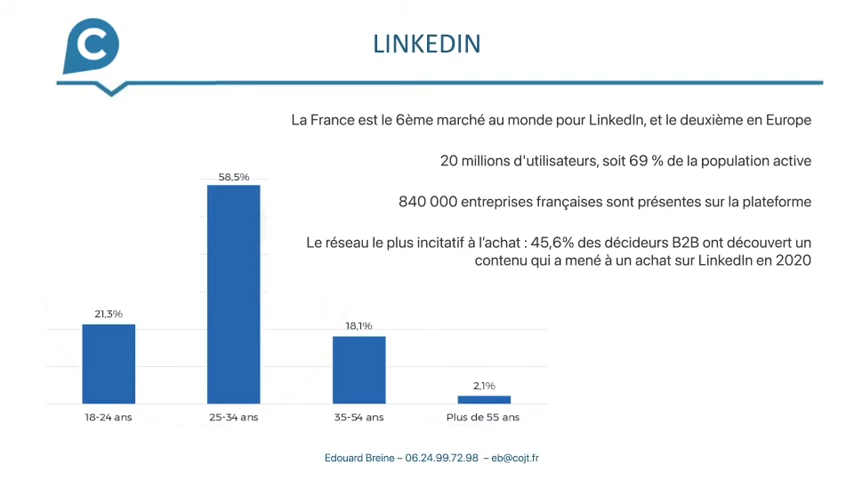 C
LINKEDIN
La France est le 6ème marché au monde pour LinkedIn, et le deuxième en Europe
20 millions d'utilisateurs, soit 69 % de la population active
840 000 entreprises françaises sont présentes sur la plateforme
Le réseau le plus incitatif à l'achat : 45,6% des décideurs B2B ont découvert un
contenu qui a mené à un achat sur LinkedIn en 2020
58,5%
21,3%
18,1%
2,1%
18-24 ans
25-34 ans
35-54 ans
Plus de 55 ans
Edouard Breine – 06.24.99.72.98 – eb@cojt.fr